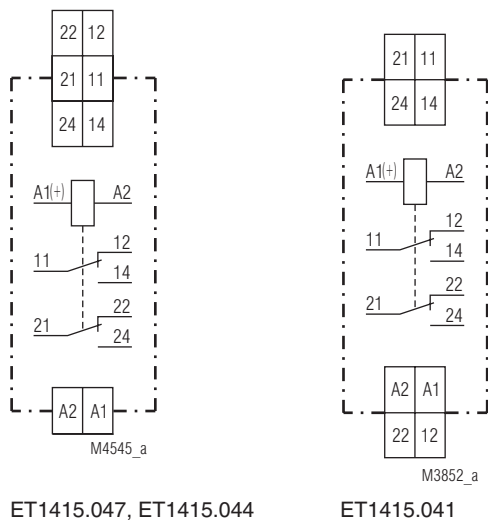 22 12
21 11
24 14
A1(+) A2
11 12
14
21 22
24
A2 A1
M4545_a
ET1415.047, ET1415.044
21 11
24 14
A1(+) A2
11 12
14
21 22
24
A2 A1
22 12
M3852_a
ET1415.041